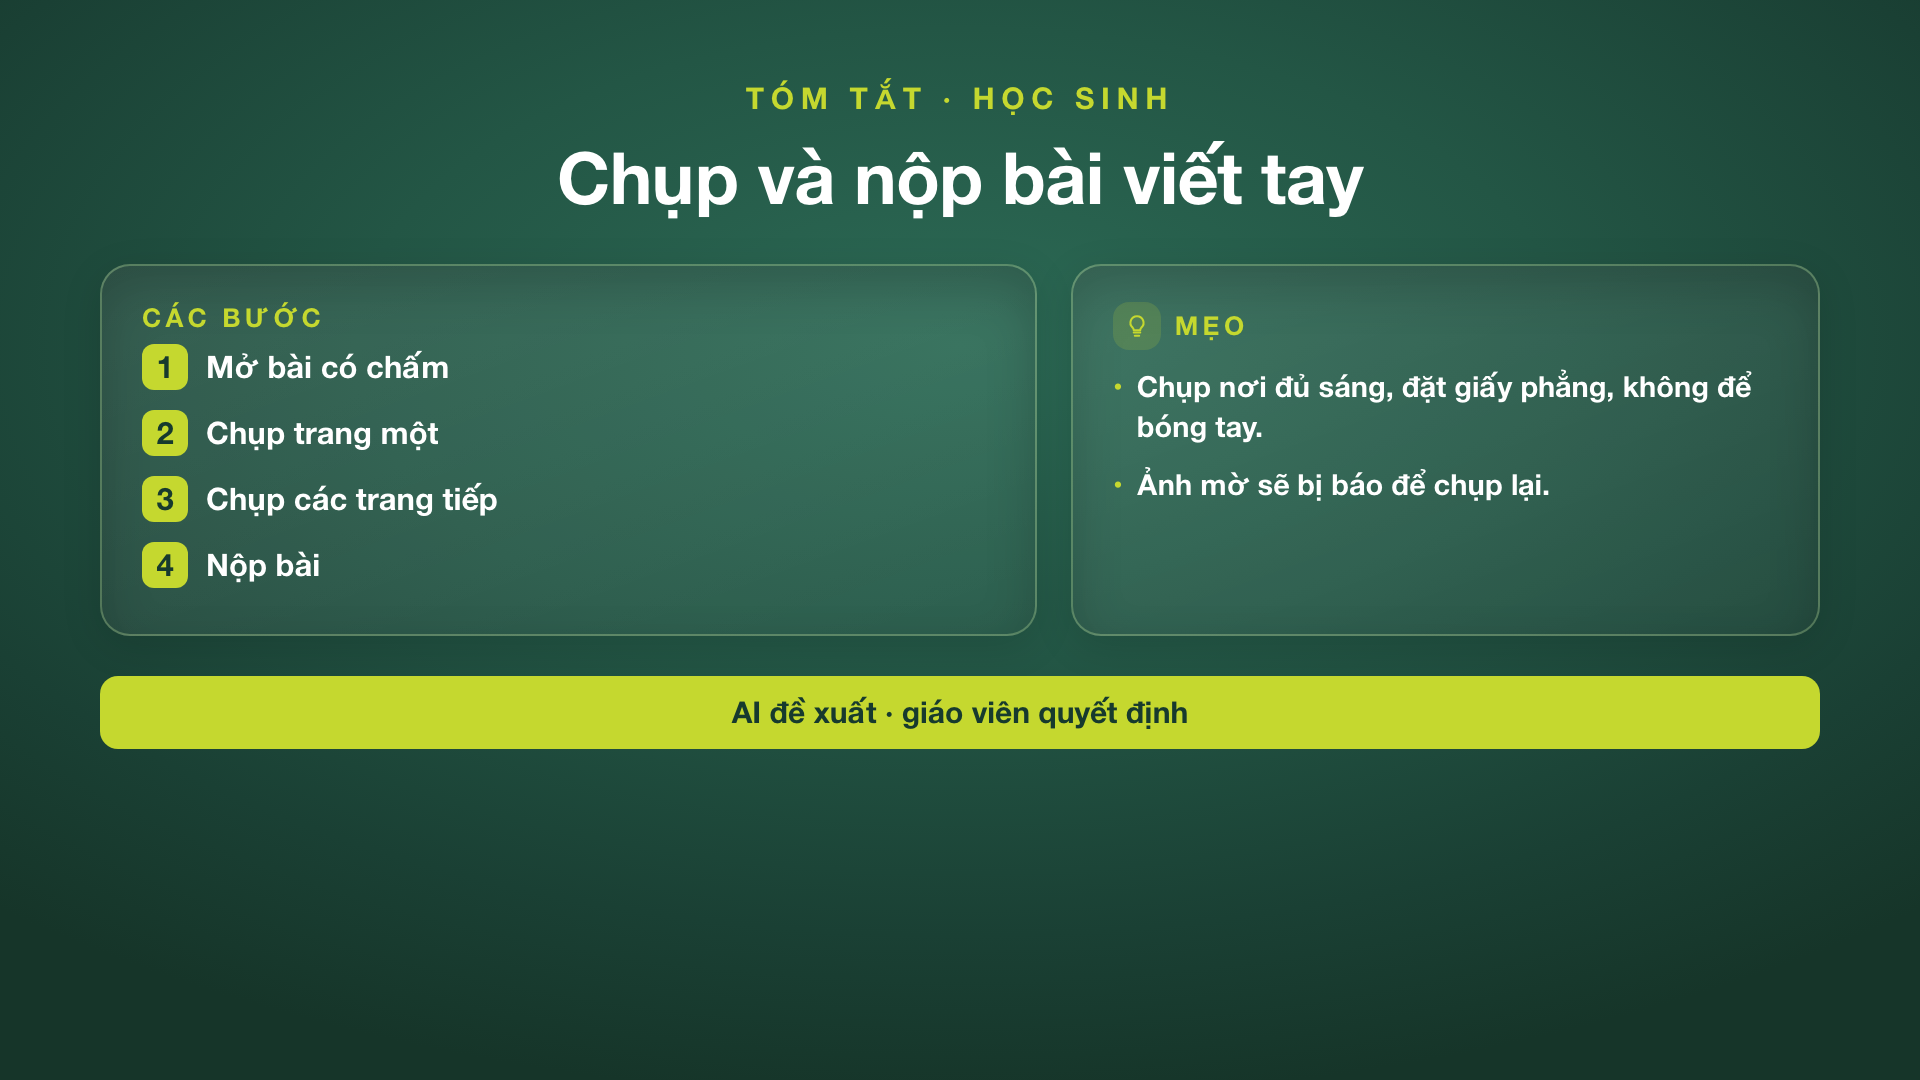 TÓM TẮT · HỌC SINH
Chụp và nộp bài viết tay
CÁC BƯỚC
1 Mở bài có chấm
2 Chụp trang một
3 Chụp các trang tiếp
4 Nộp bài
MẸO
• Chụp nơi đủ sáng, đặt giấy phẳng, không để
bóng tay.
• Ảnh mờ sẽ bị báo để chụp lại.
AI đề xuất · giáo viên quyết định